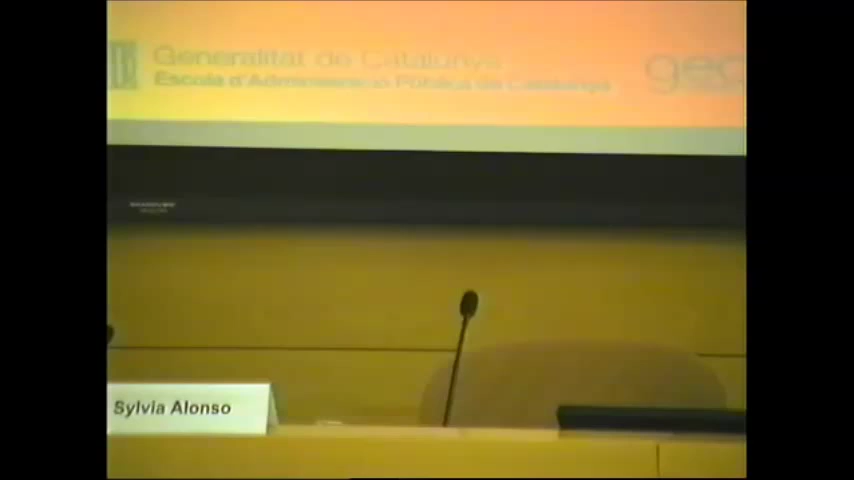 Generalitat de Catalunya
Escola d'Administració Pública de Catalunya
Sylvia Alonso